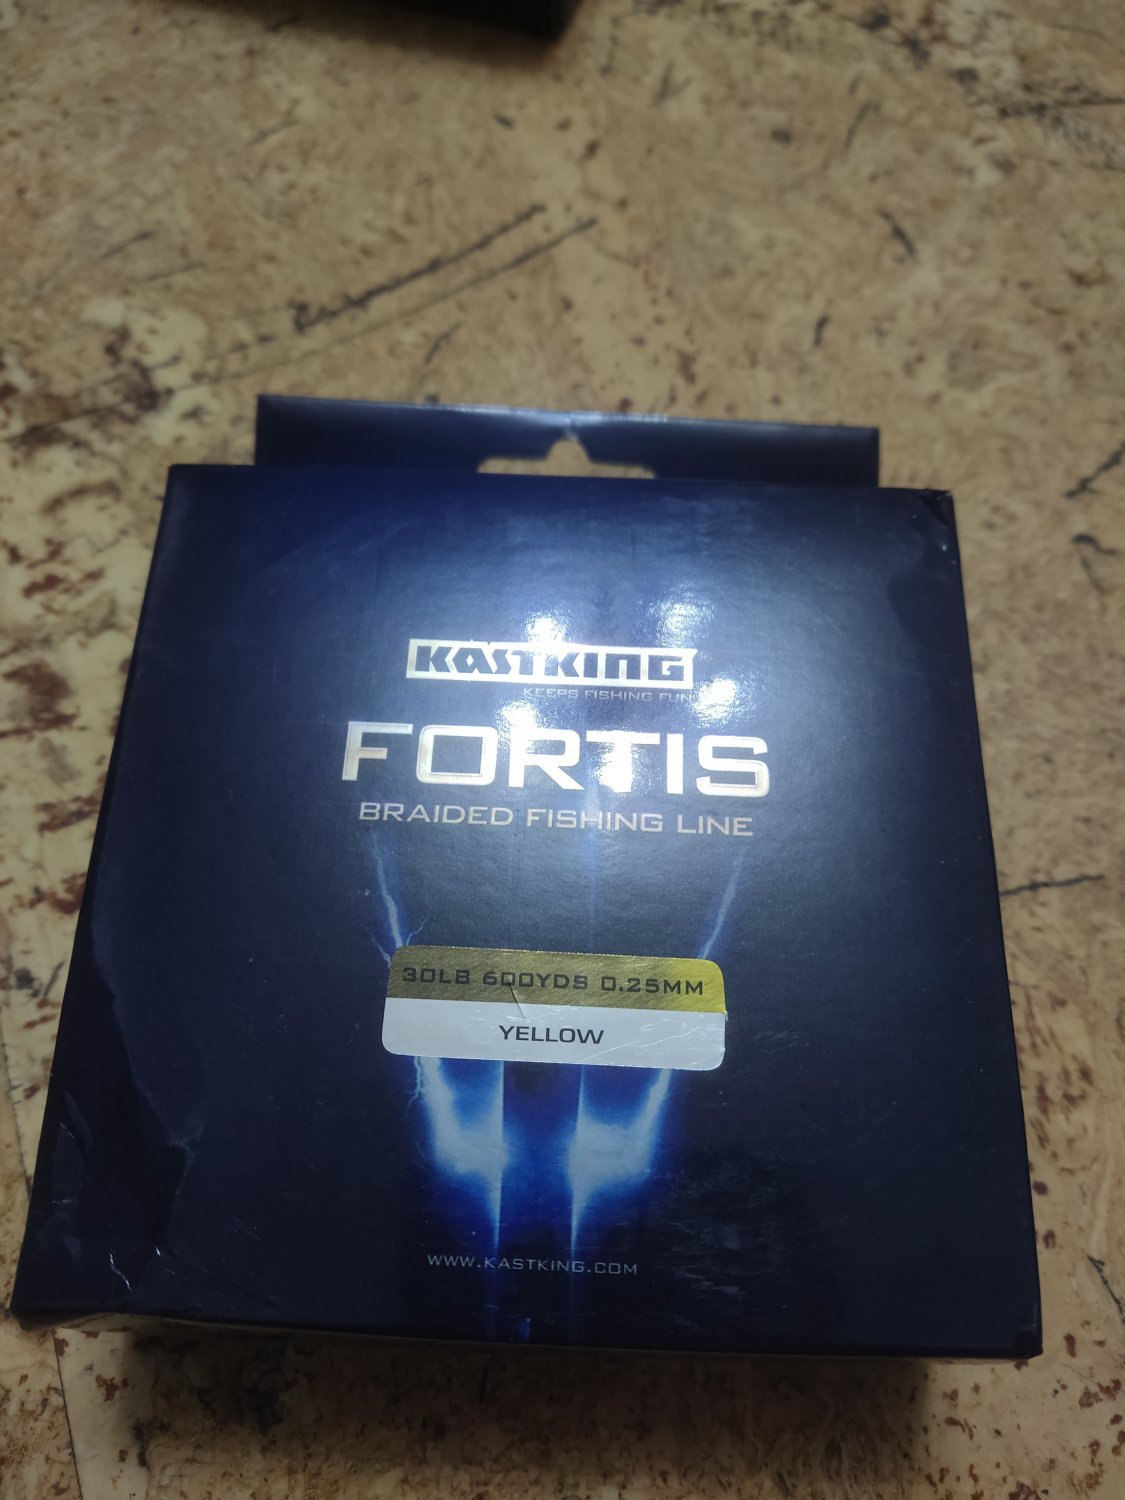 KASTKING
KEEPS FISHING FUN
FORTIS
BRAIDED FISHING LINE
30LB 600YDS 0.25MM
YELLOW
WWW.KASTKING.COM